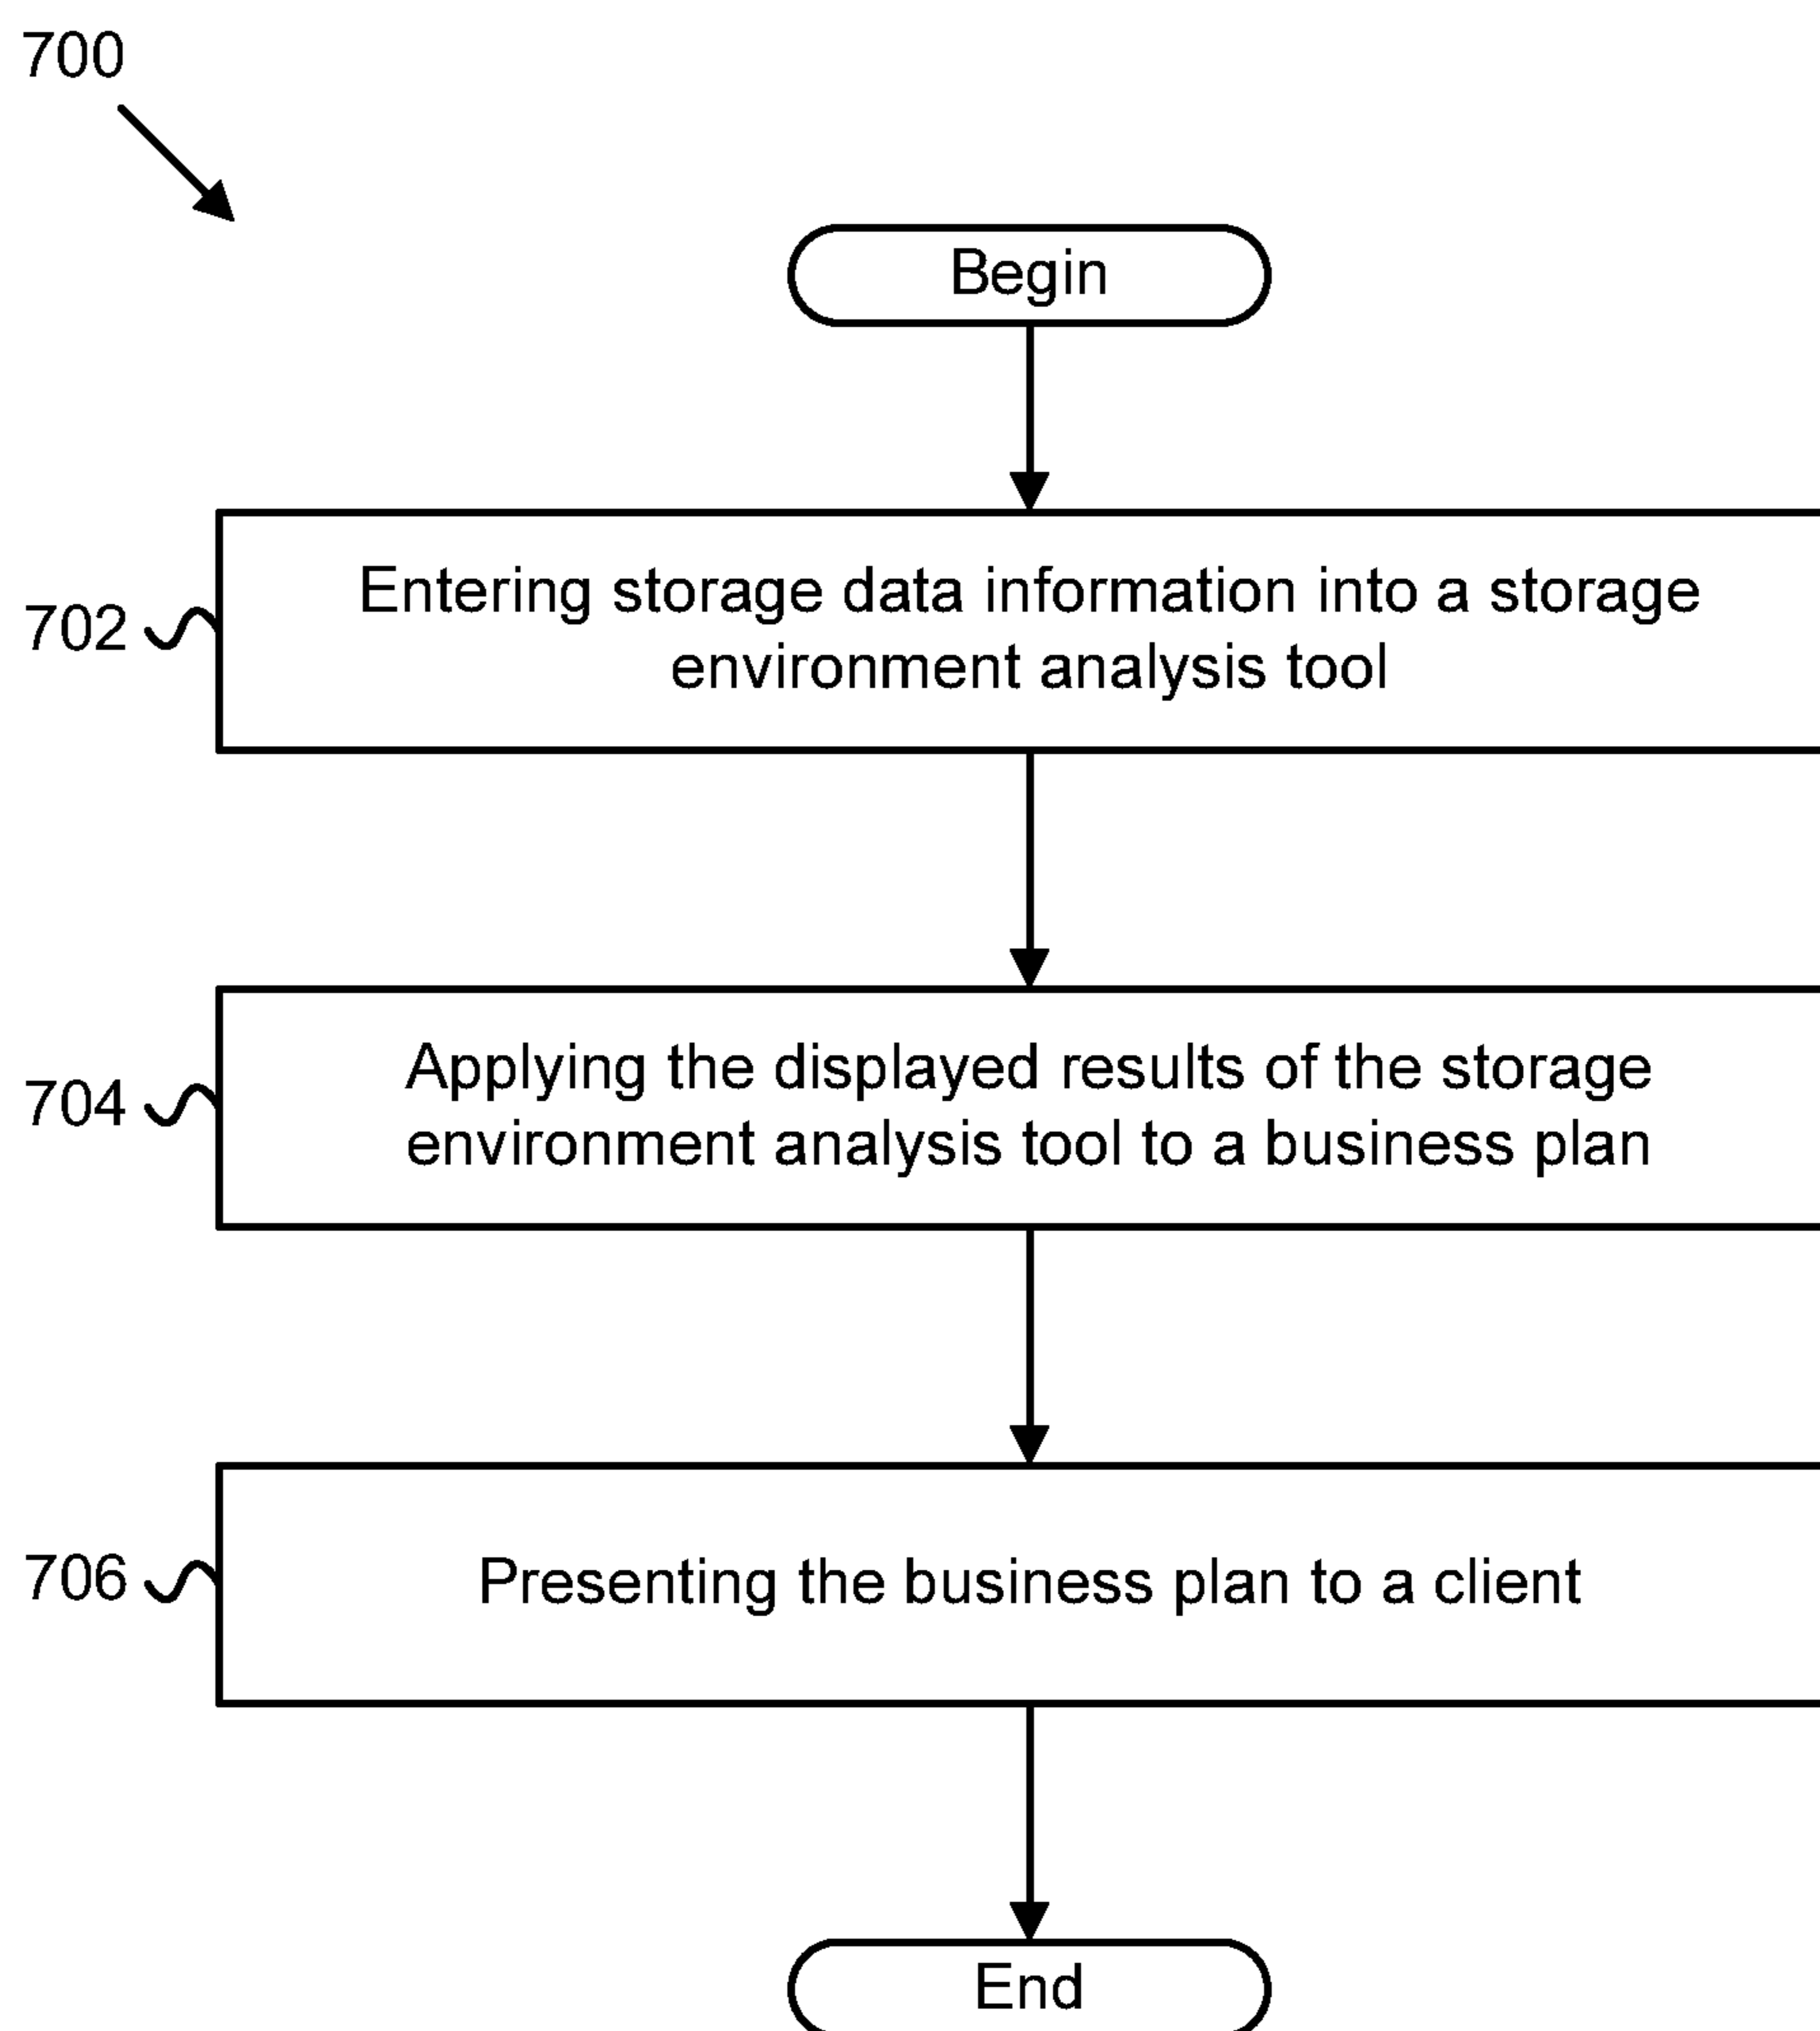 700
Begin
702
Entering storage data information into a storage
environment analysis tool
704
Applying the displayed results of the storage
environment analysis tool to a business plan
706
Presenting the business plan to a client
End